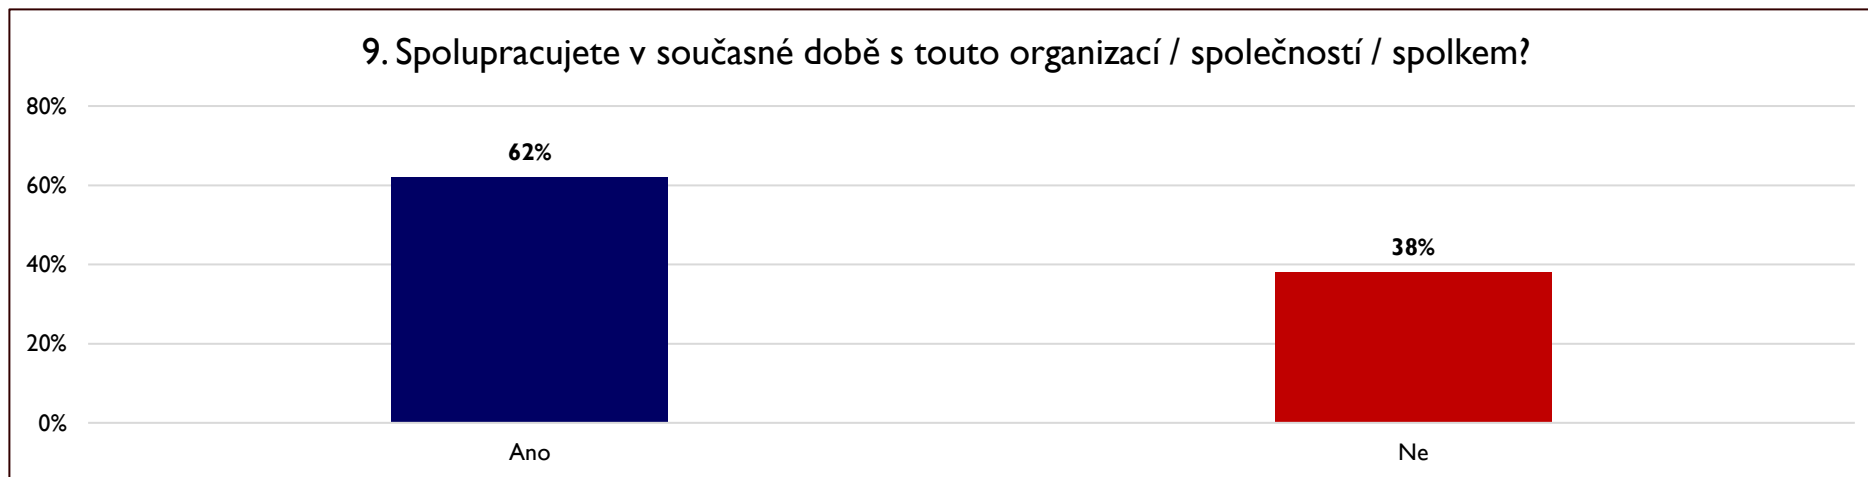 9. Spolupracujete v současné době s touto organizací / společností / spolkem?
80%
62%
60%
38%
40%
20%
0%
Ano
Ne